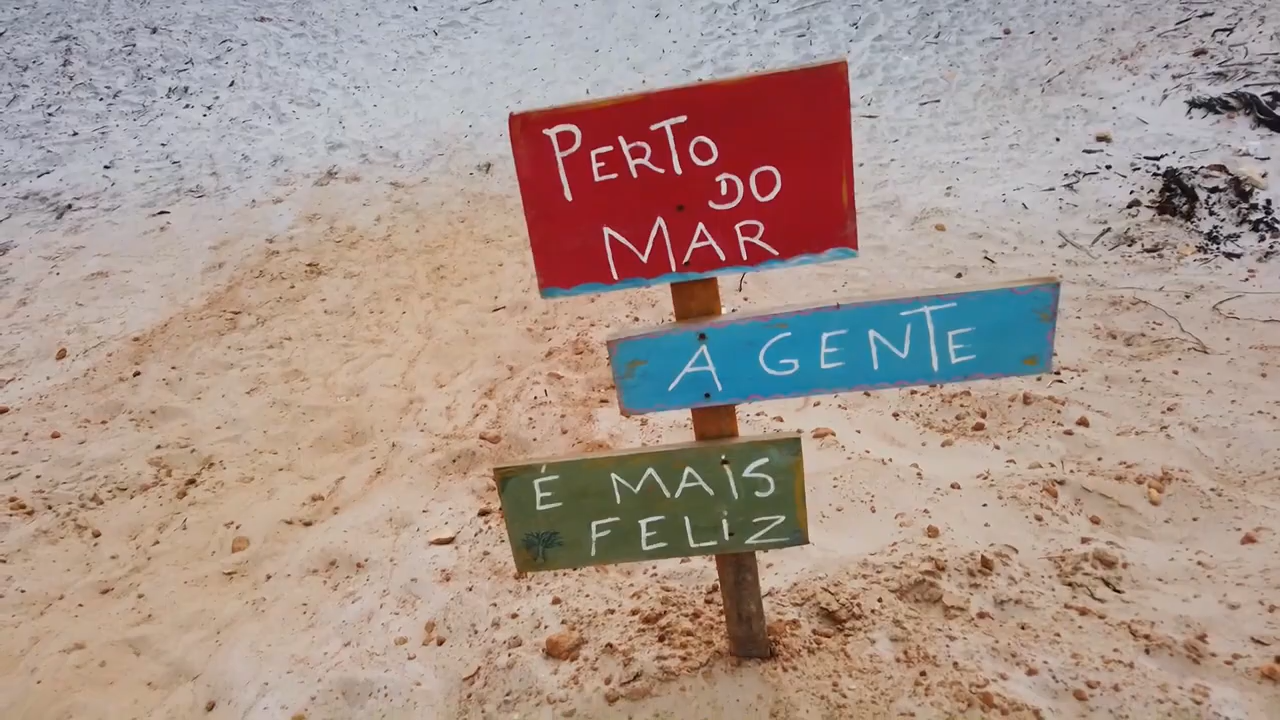 PERTO
DO
MAR
A GENTE
É MAIS
FELIZ